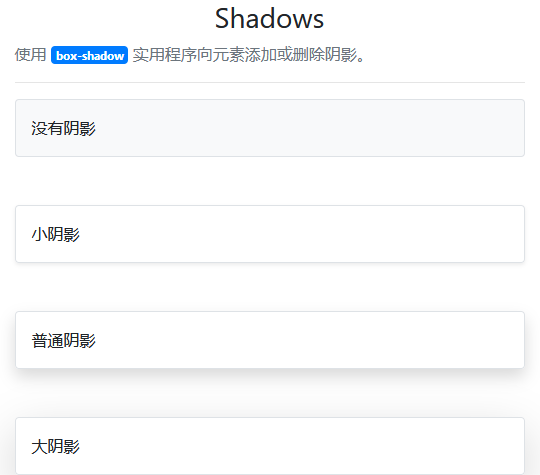 Shadows
使用 box-shadow 实用程序向元素添加或删除阴影。
没有阴影
小阴影
普通阴影
大阴影